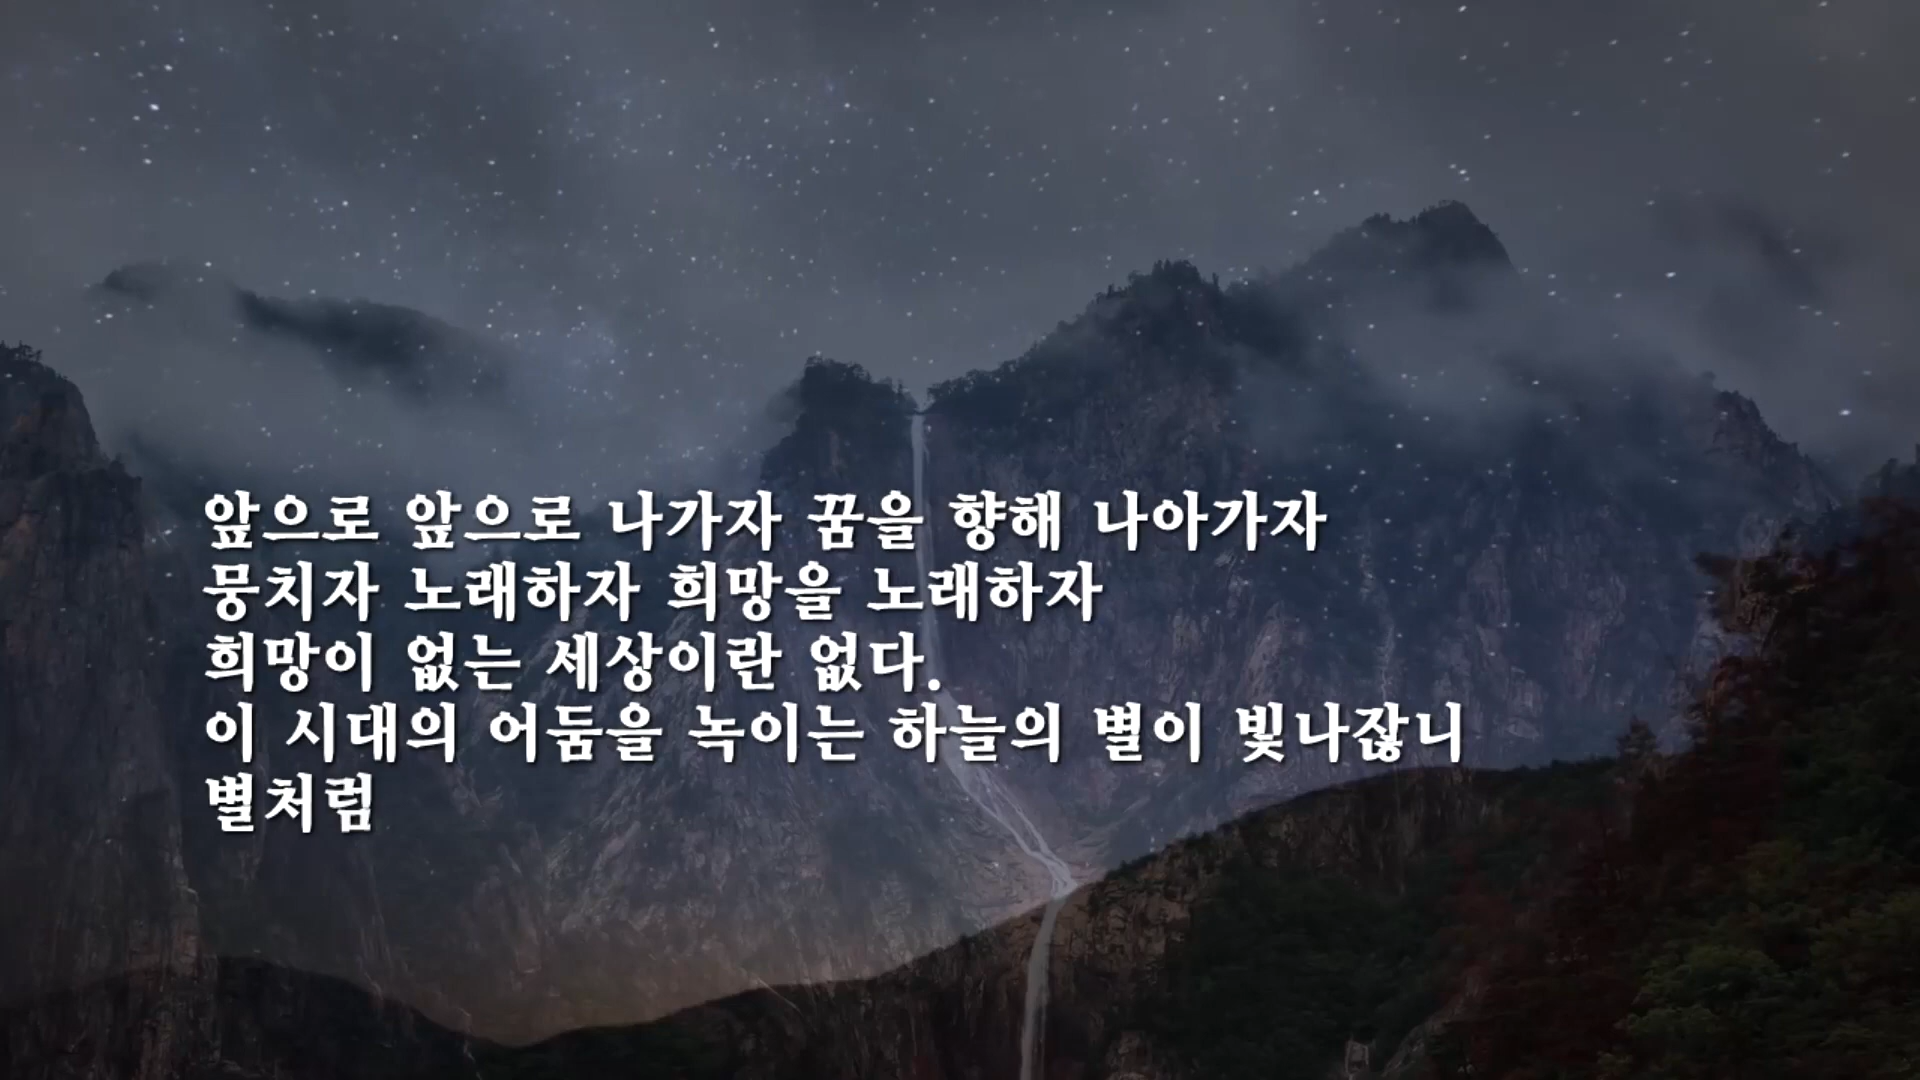 앞으로 앞으로 나가자 꿈을 향해 나아가자
뭉치자 노래하자 희망을 노래하자
희망이 없는 세상이란 없다.
이 시대의 어둠을 녹이는 하늘의 별이 빛나잖니
별처럼